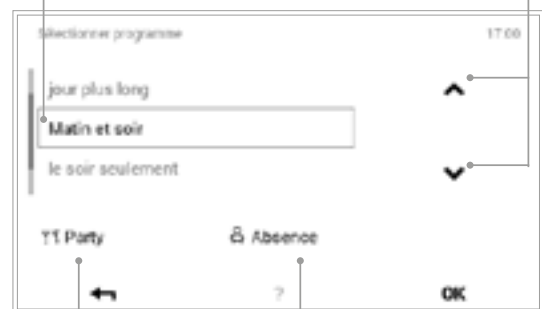 Sélectionner programme 17:00
jour plus long
Matin et soir
le soir seulement
Party Absence
? OK